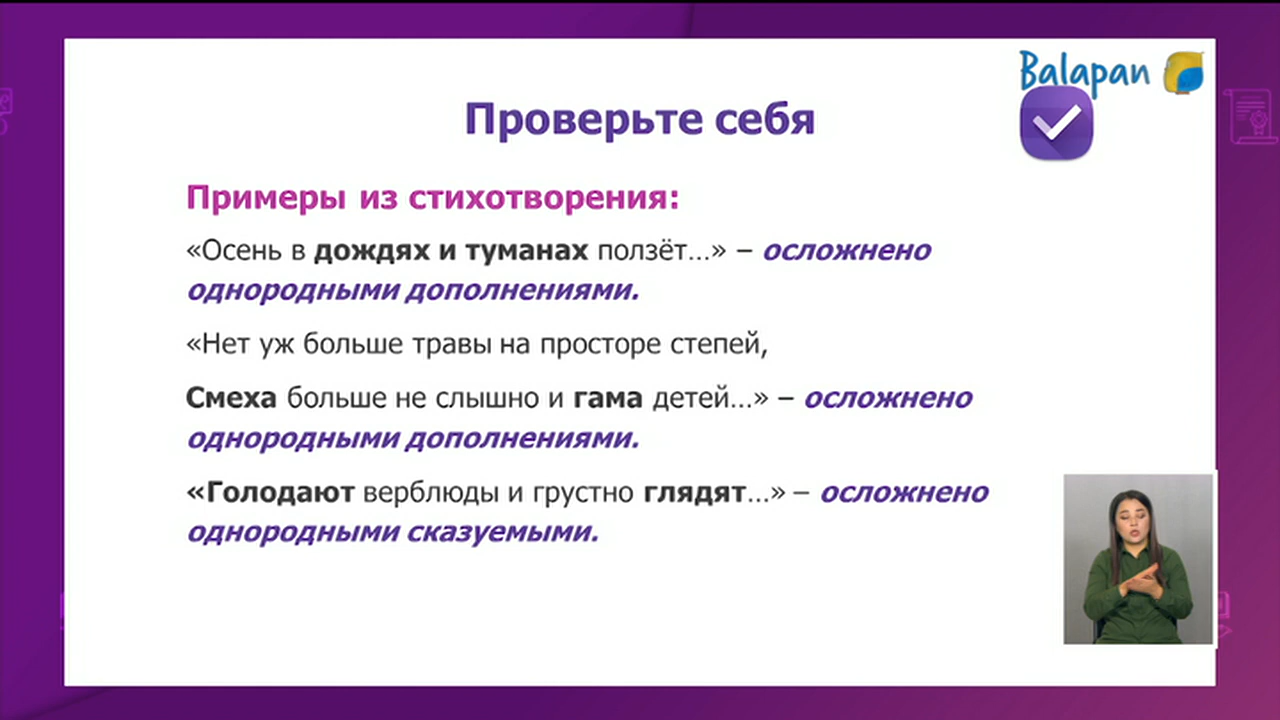 Balapan
Проверьте себя
Примеры из стихотворения:
«Осень в дождях и туманах ползёт...» – осложнено
однородными дополнениями.
«Нет уж больше травы на просторе степей,
Смеха больше не слышно и гама детей...» – осложнено
однородными дополнениями.
«Голодают верблюды и грустно глядят...» – осложнено
однородными сказуемыми.